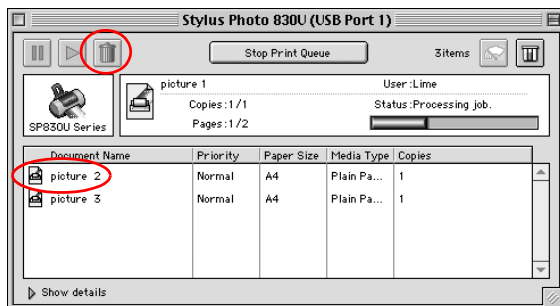 Stylus Photo 830U (USB Port 1)
Stop Print Queue
3items
SP830U Series
picture 1
User:Lime
Copies:1/1
Status:Processing job.
Pages:1/2
Document Name Priority Paper Size Media Type Copies
picture 2 Normal A4 Plain Pa... 1
picture 3 Normal A4 Plain Pa... 1
Show details